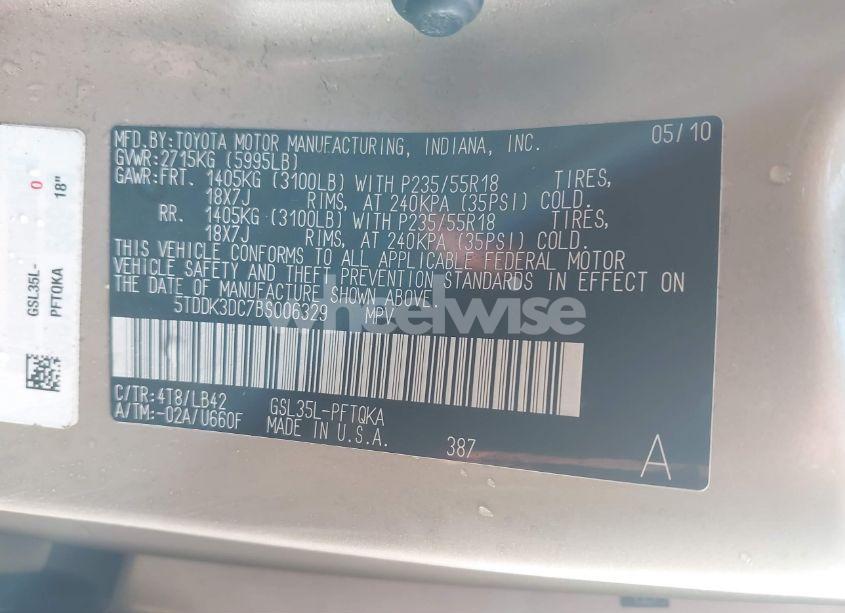 MFD.BY:TOYOTA MOTOR MANUFACTURING, INDIANA, INC. 05/10
GVWR:2715KG (5995LB)
GAWR:FRT. 1405KG (3100LB) WITH P235/55R18 TIRES,
18X7J RIMS, AT 240KPA (35PSI) COLD.
RR. 1405KG (3100LB) WITH P235/55R18 TIRES,
18X7J RIMS, AT 240KPA (35PSI) COLD.
THIS VEHICLE CONFORMS TO ALL APPLICABLE FEDERAL MOTOR
VEHICLE SAFETY AND THEFT PREVENTION STANDARDS IN EFFECT ON
THE DATE OF MANUFACTURE SHOWN ABOVE.
5TDDK3DC7BS006329 MPV
C/TR:4T8/LB42 GSL35L-PFTQKA
A/TM:-02A/U660F MADE IN U.S.A. 387 A
GSL35L-
PFTQKA
0
18"
wheelwise